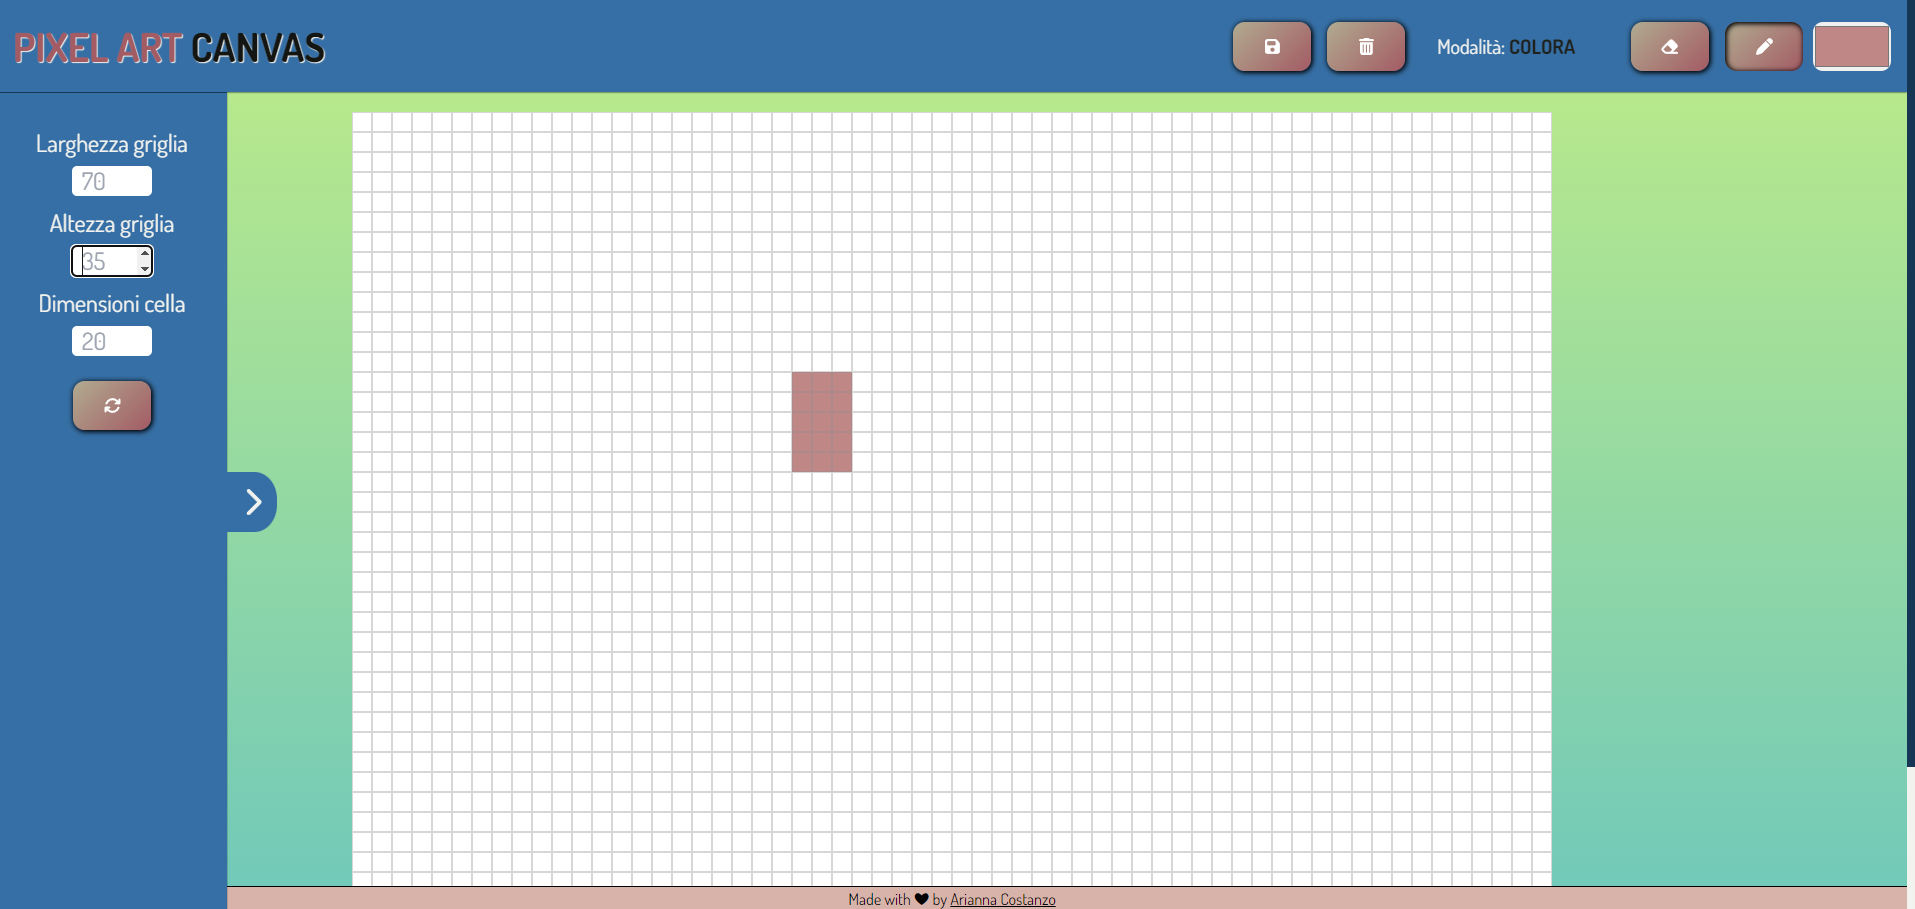 PIXEL ART CANVAS
Modalità: COLORA
Larghezza griglia
70
Altezza griglia
35
Dimensioni cella
20
Made with ♥ by Arianna Costanzo